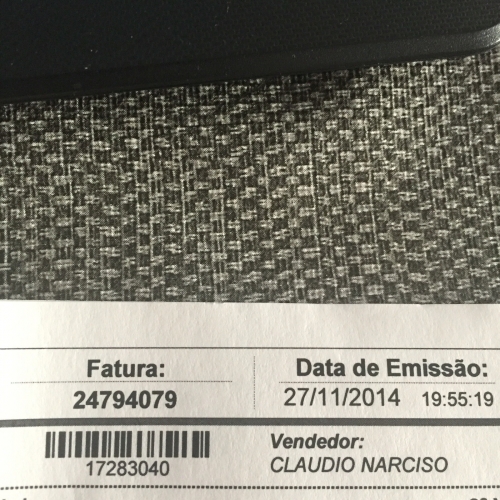 Fatura: Data de Emissão:
24794079 27/11/2014 19:55:19
Vendedor:
17283040 CLAUDIO NARCISO